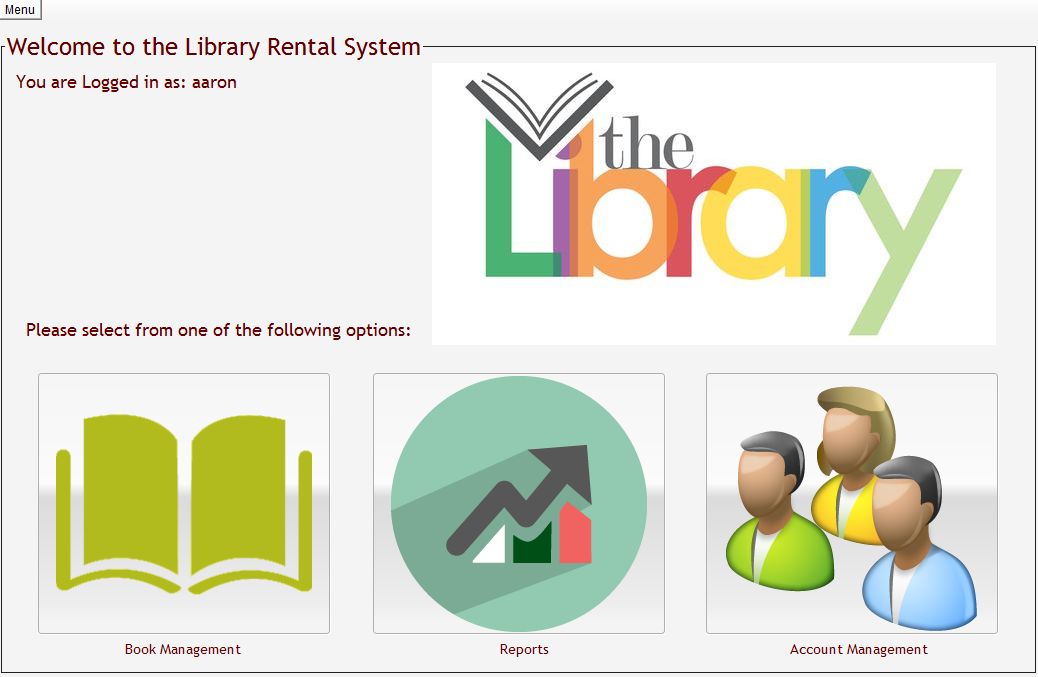 Menu
Welcome to the Library Rental System
You are Logged in as: aaron
the
Library
Please select from one of the following options:
Book Management
Reports
Account Management